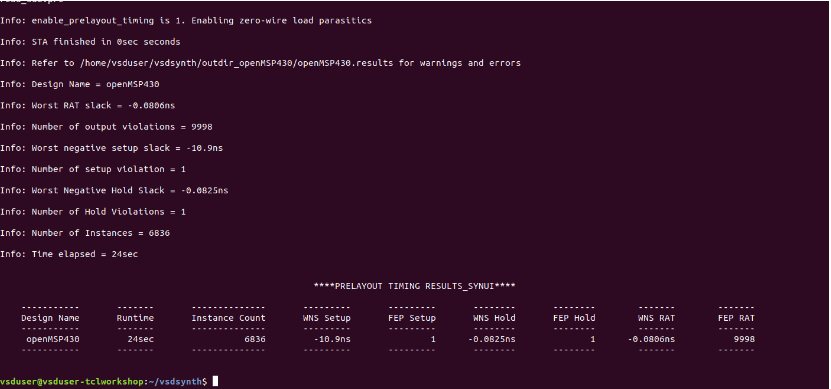 Info: enable_prelayout_timing is 1. Enabling zero-wire load parasitics
Info: STA finished in 0sec seconds
Info: Refer to /home/vsduser/vsdsynth/outdir_openMSP430/openMSP430.results for warnings and errors
Info: Design Name = openMSP430
Info: Worst RAT slack = -0.0806ns
Info: Number of output violations = 9998
Info: Worst negative setup slack = -10.9ns
Info: Number of setup violation = 1
Info: Worst Negative Hold Slack = -0.0825ns
Info: Number of Hold Violations = 1
Info: Number of Instances = 6836
Info: Time elapsed = 24sec
****PRELAYOUT TIMING RESULTS_SYNUI****
----------- ------- -------------- --------- --------- -------- -------- ------- -------
Design Name Runtime Instance Count WNS Setup FEP Setup WNS Hold FEP Hold WNS RAT FEP RAT
----------- ------- -------------- --------- --------- -------- -------- ------- -------
openMSP430 24sec 6836 -10.9ns 1 -0.0825ns 1 -0.0806ns 9998
----------- ------- -------------- --------- --------- -------- -------- ------- -------
vsduser@vsduser-tclworkshop:~/vsdsynth$